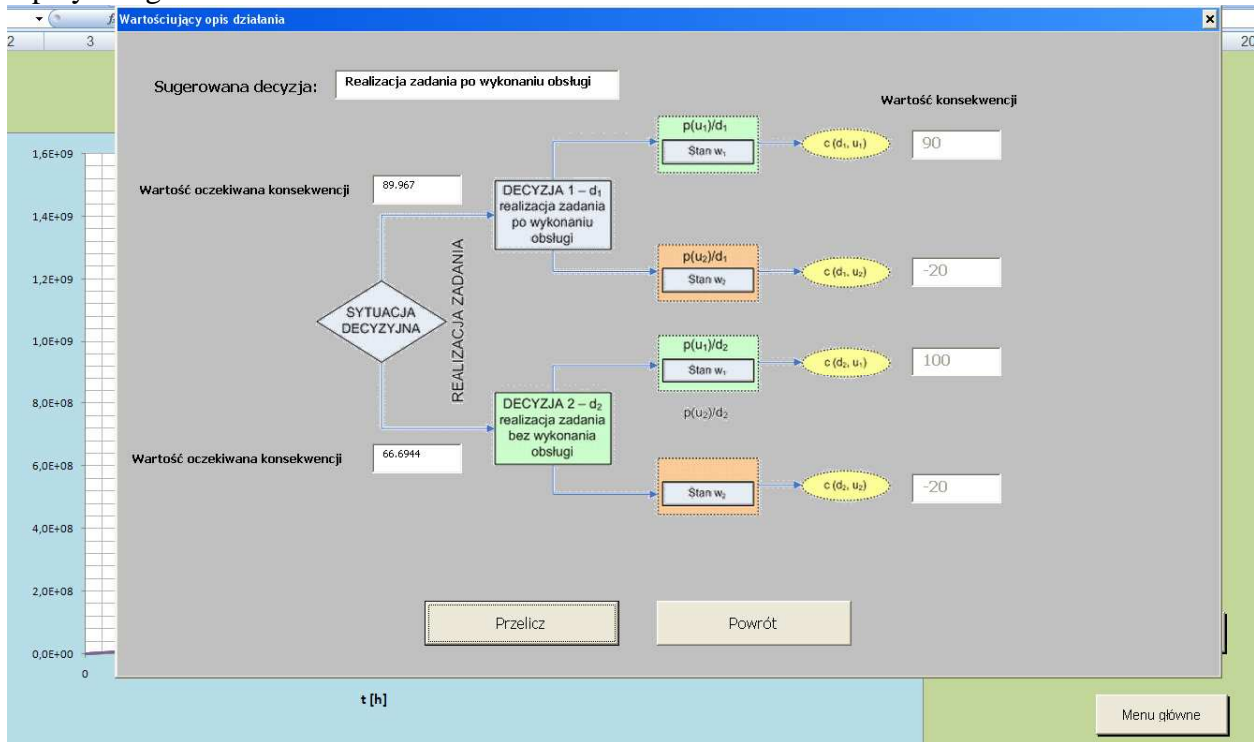 Wartościujący opis działania
2 3 20
Sugerowana decyzja: Realizacja zadania po wykonaniu obsługi
Wartość konsekwencji
p(u₁)/d₁
Stan w₁
c (d₁, u₁)
90
Wartość oczekiwana konsekwencji 89.967
DECYZJA 1 – d₁
realizacja zadania
po wykonaniu
obsługi
p(u₂)/d₁
Stan w₂
c (d₁, u₂)
-20
SYTUACJA
DECYZYJNA
REALIZACJA ZADANIA
p(u₁)/d₂
Stan w₁
c (d₂, u₁)
100
DECYZJA 2 – d₂
realizacja zadania
bez wykonania
obsługi
p(u₂)/d₂
Wartość oczekiwana konsekwencji 66.6944
Stan w₂
c (d₂, u₂)
-20
Przelicz
Powrót
1,6E+09
1,4E+09
1,2E+09
1,0E+09
8,0E+08
6,0E+08
4,0E+08
2,0E+08
0,0E+00
0
t [h]
Menu główne